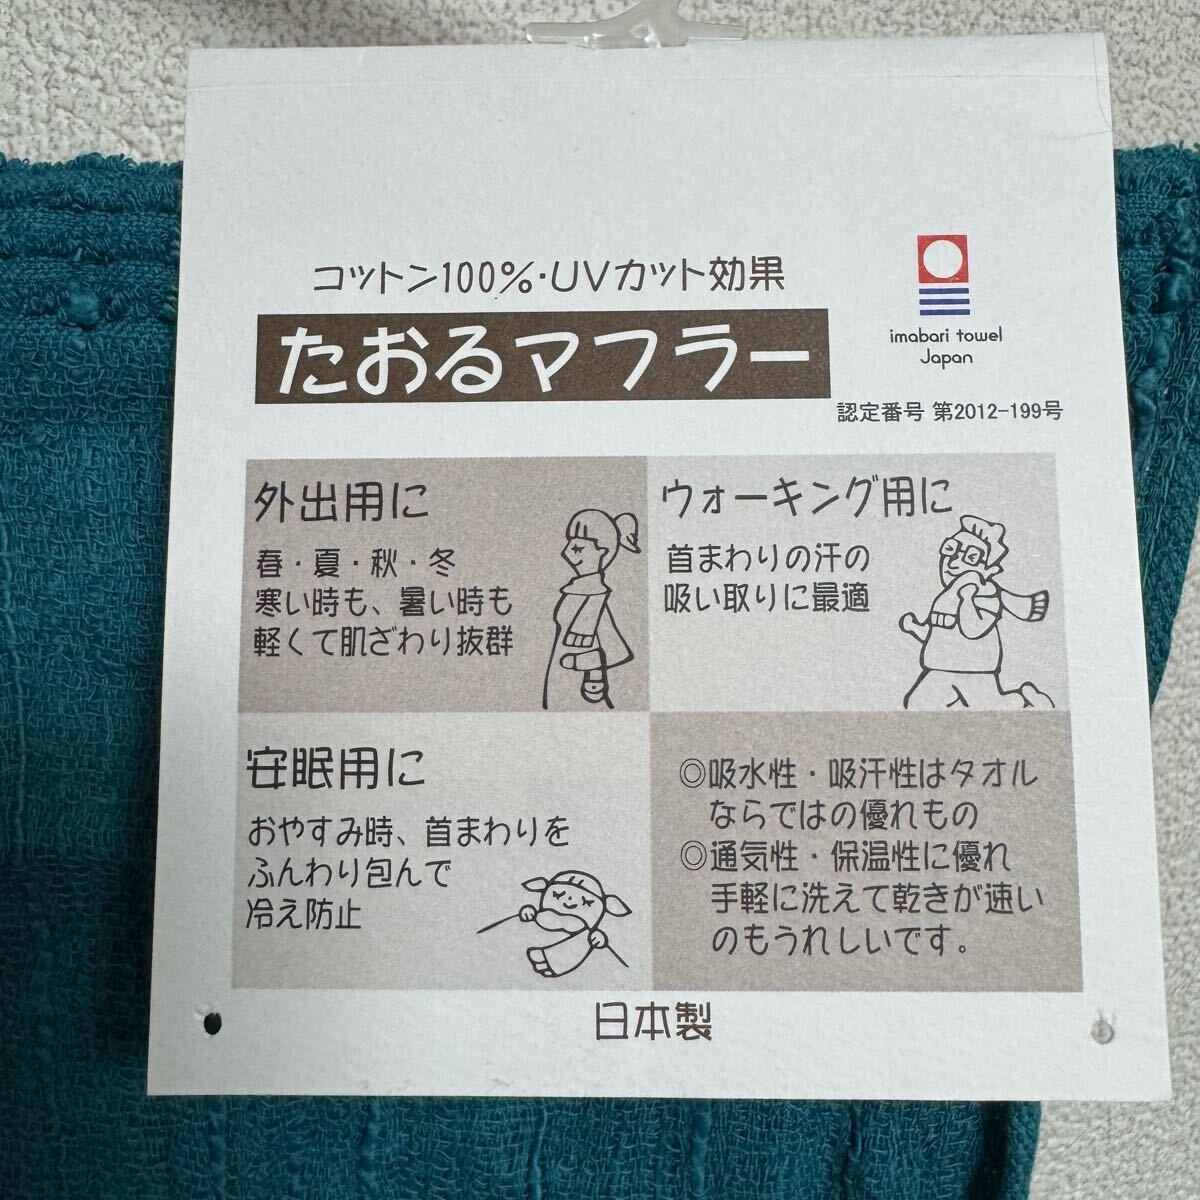 コットン100%・UVカット効果
たおるマフラー
imabari towel
Japan
認定番号 第2012-199号
外出用に
春・夏・秋・冬
寒い時も、暑い時も
軽くて肌ざわり抜群
ウォーキング用に
首まわりの汗の
吸い取りに最適
安眠用に
おやすみ時、首まわりを
ふんわり包んで
冷え防止
◎吸水性・吸汗性はタオル
ならではの優れもの
◎通気性・保温性に優れ
手軽に洗えて乾きが速い
のもうれしいです。
日本製